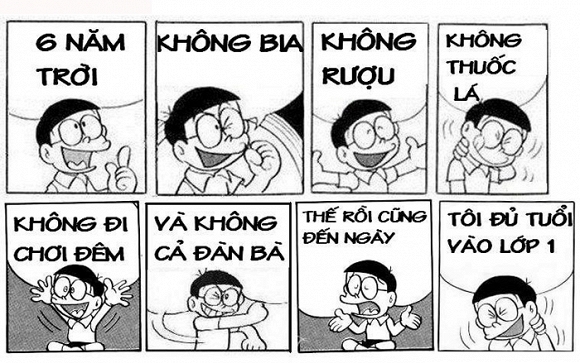 6 NĂM
TRỜI
KHÔNG BIA
KHÔNG
RƯỢU
KHÔNG
THUỐC
LÁ
KHÔNG ĐI
CHƠI ĐÊM
VÀ KHÔNG
CẢ ĐÀN BÀ
THẾ RỒI CŨNG
ĐẾN NGÀY
TÔI ĐỦ TUỔI
VÀO LỚP 1